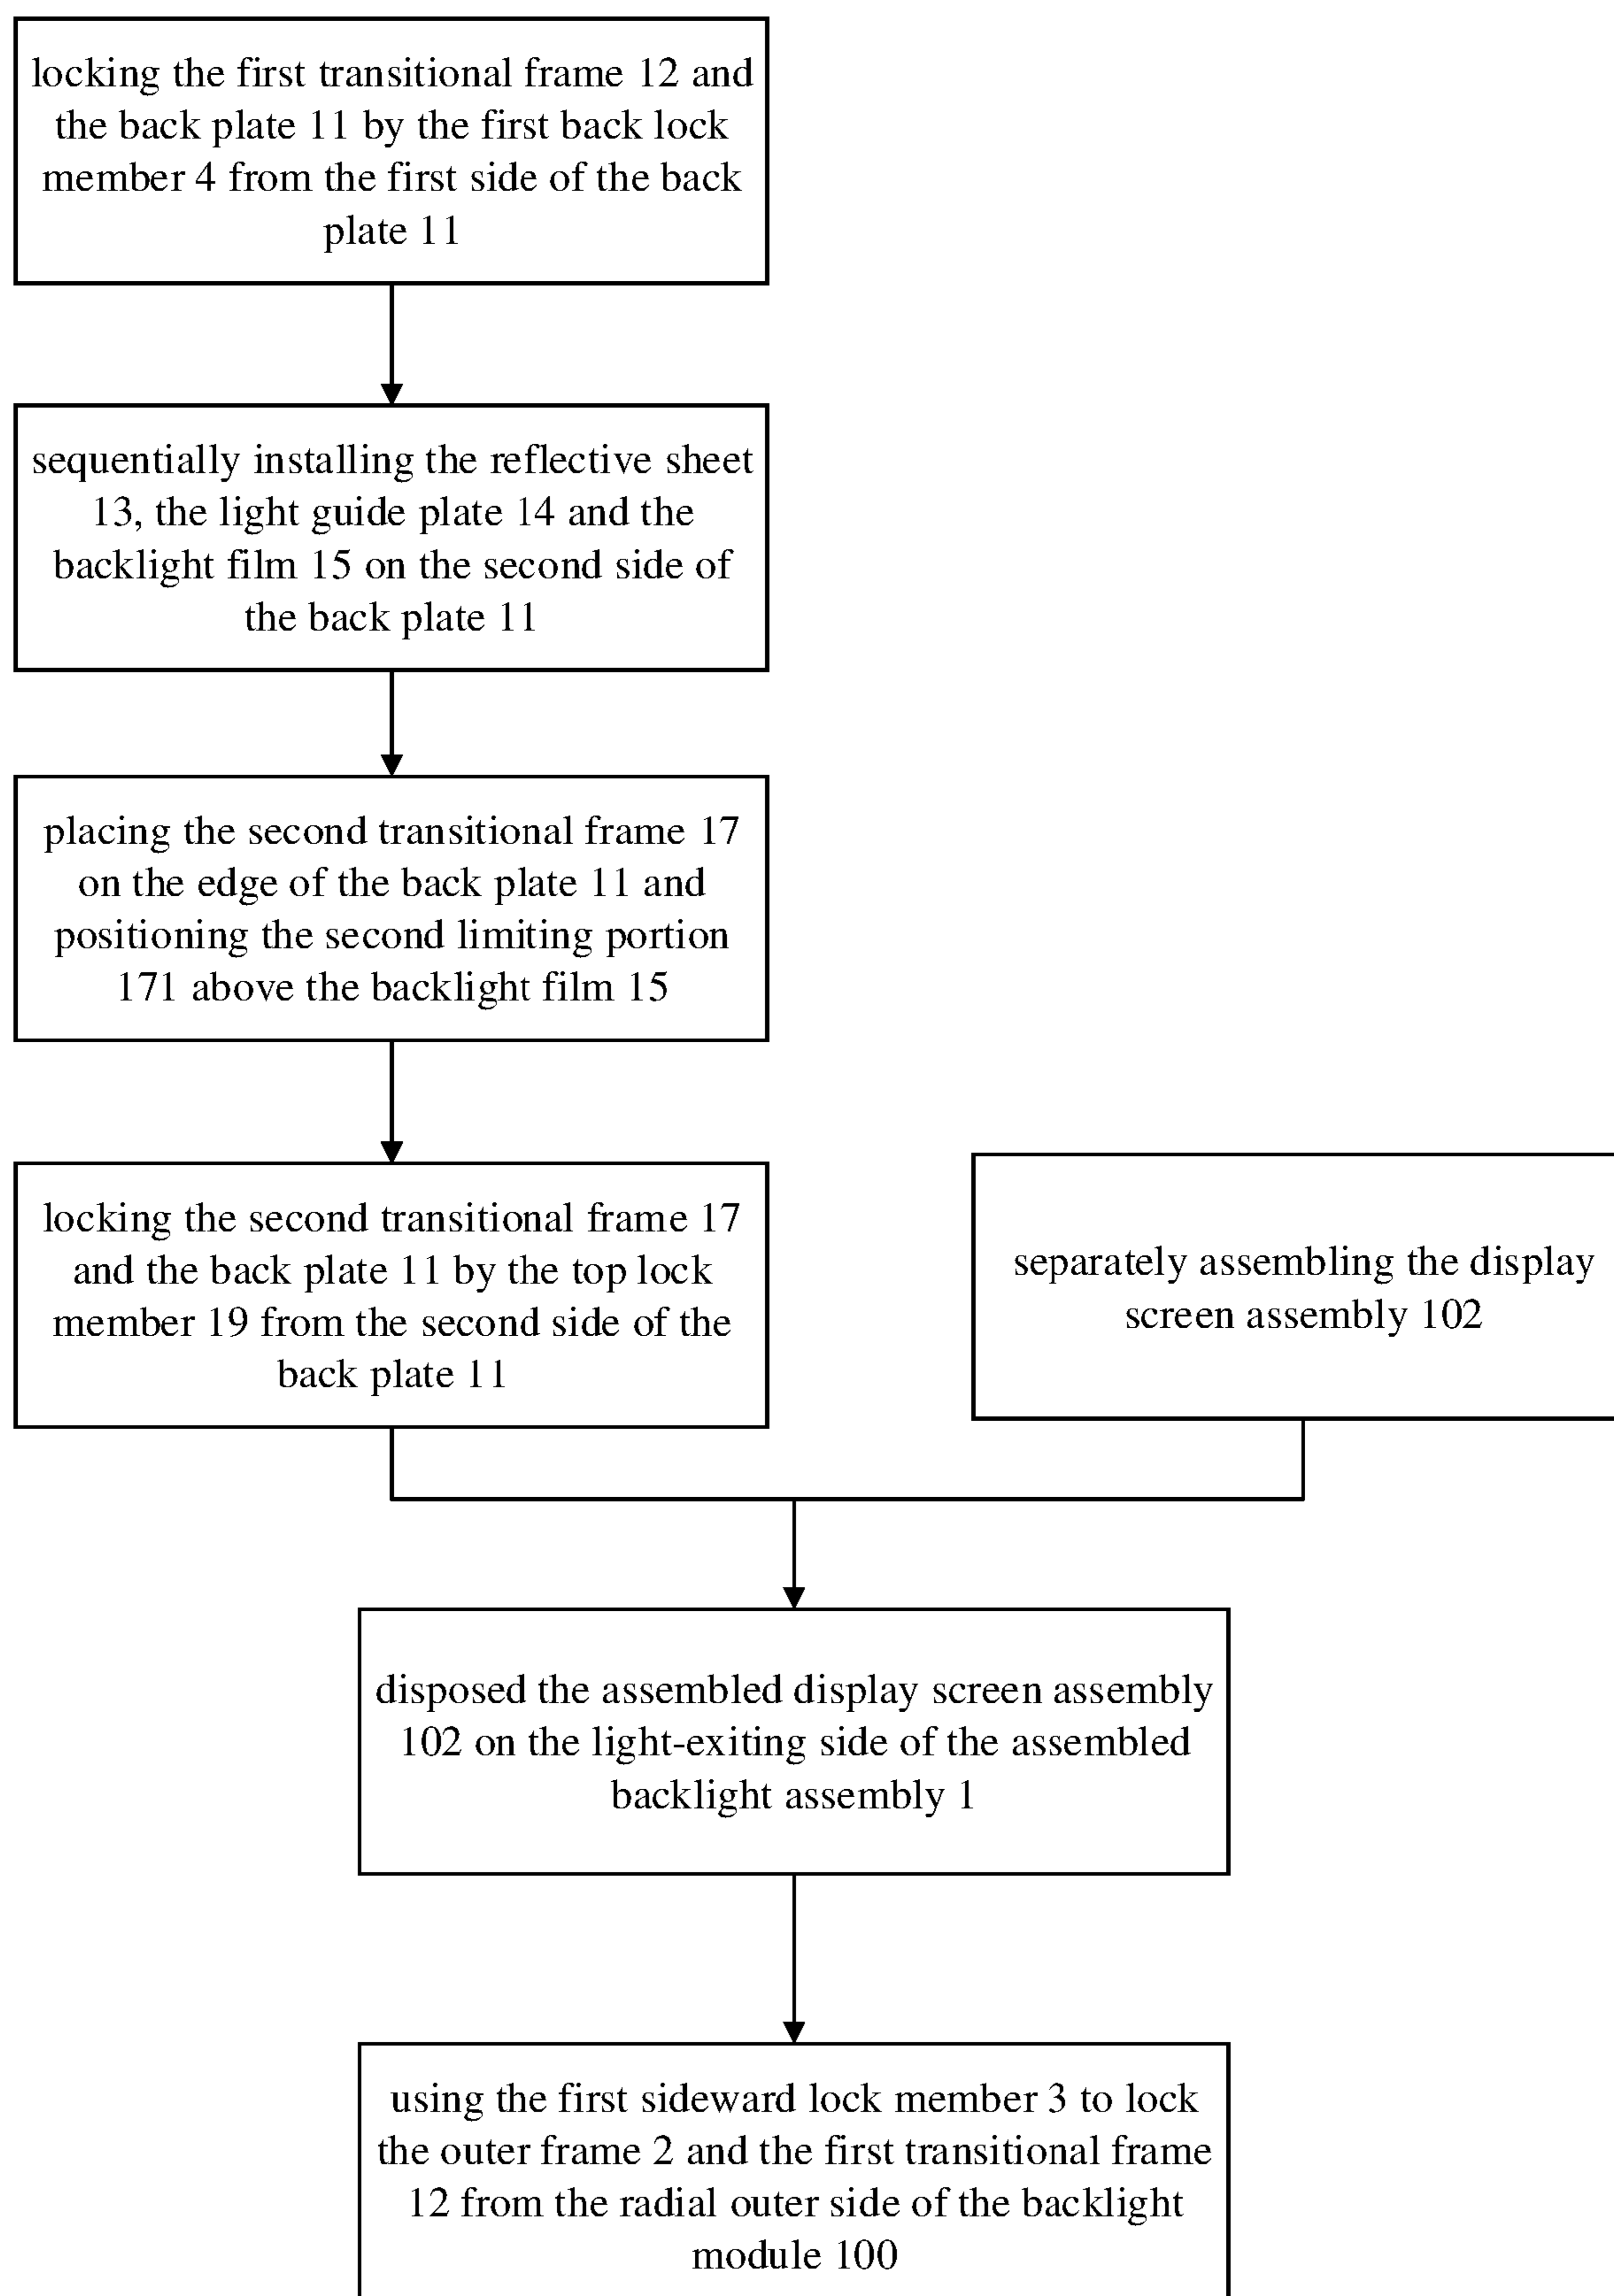 locking the first transitional frame 12 and
the back plate 11 by the first back lock
member 4 from the first side of the back
plate 11
sequentially installing the reflective sheet
13, the light guide plate 14 and the
backlight film 15 on the second side of
the back plate 11
placing the second transitional frame 17
on the edge of the back plate 11 and
positioning the second limiting portion
171 above the backlight film 15
locking the second transitional frame 17
and the back plate 11 by the top lock
member 19 from the second side of the
back plate 11
separately assembling the display
screen assembly 102
disposed the assembled display screen assembly
102 on the light-exiting side of the assembled
backlight assembly 1
using the first sideward lock member 3 to lock
the outer frame 2 and the first transitional frame
12 from the radial outer side of the backlight
module 100